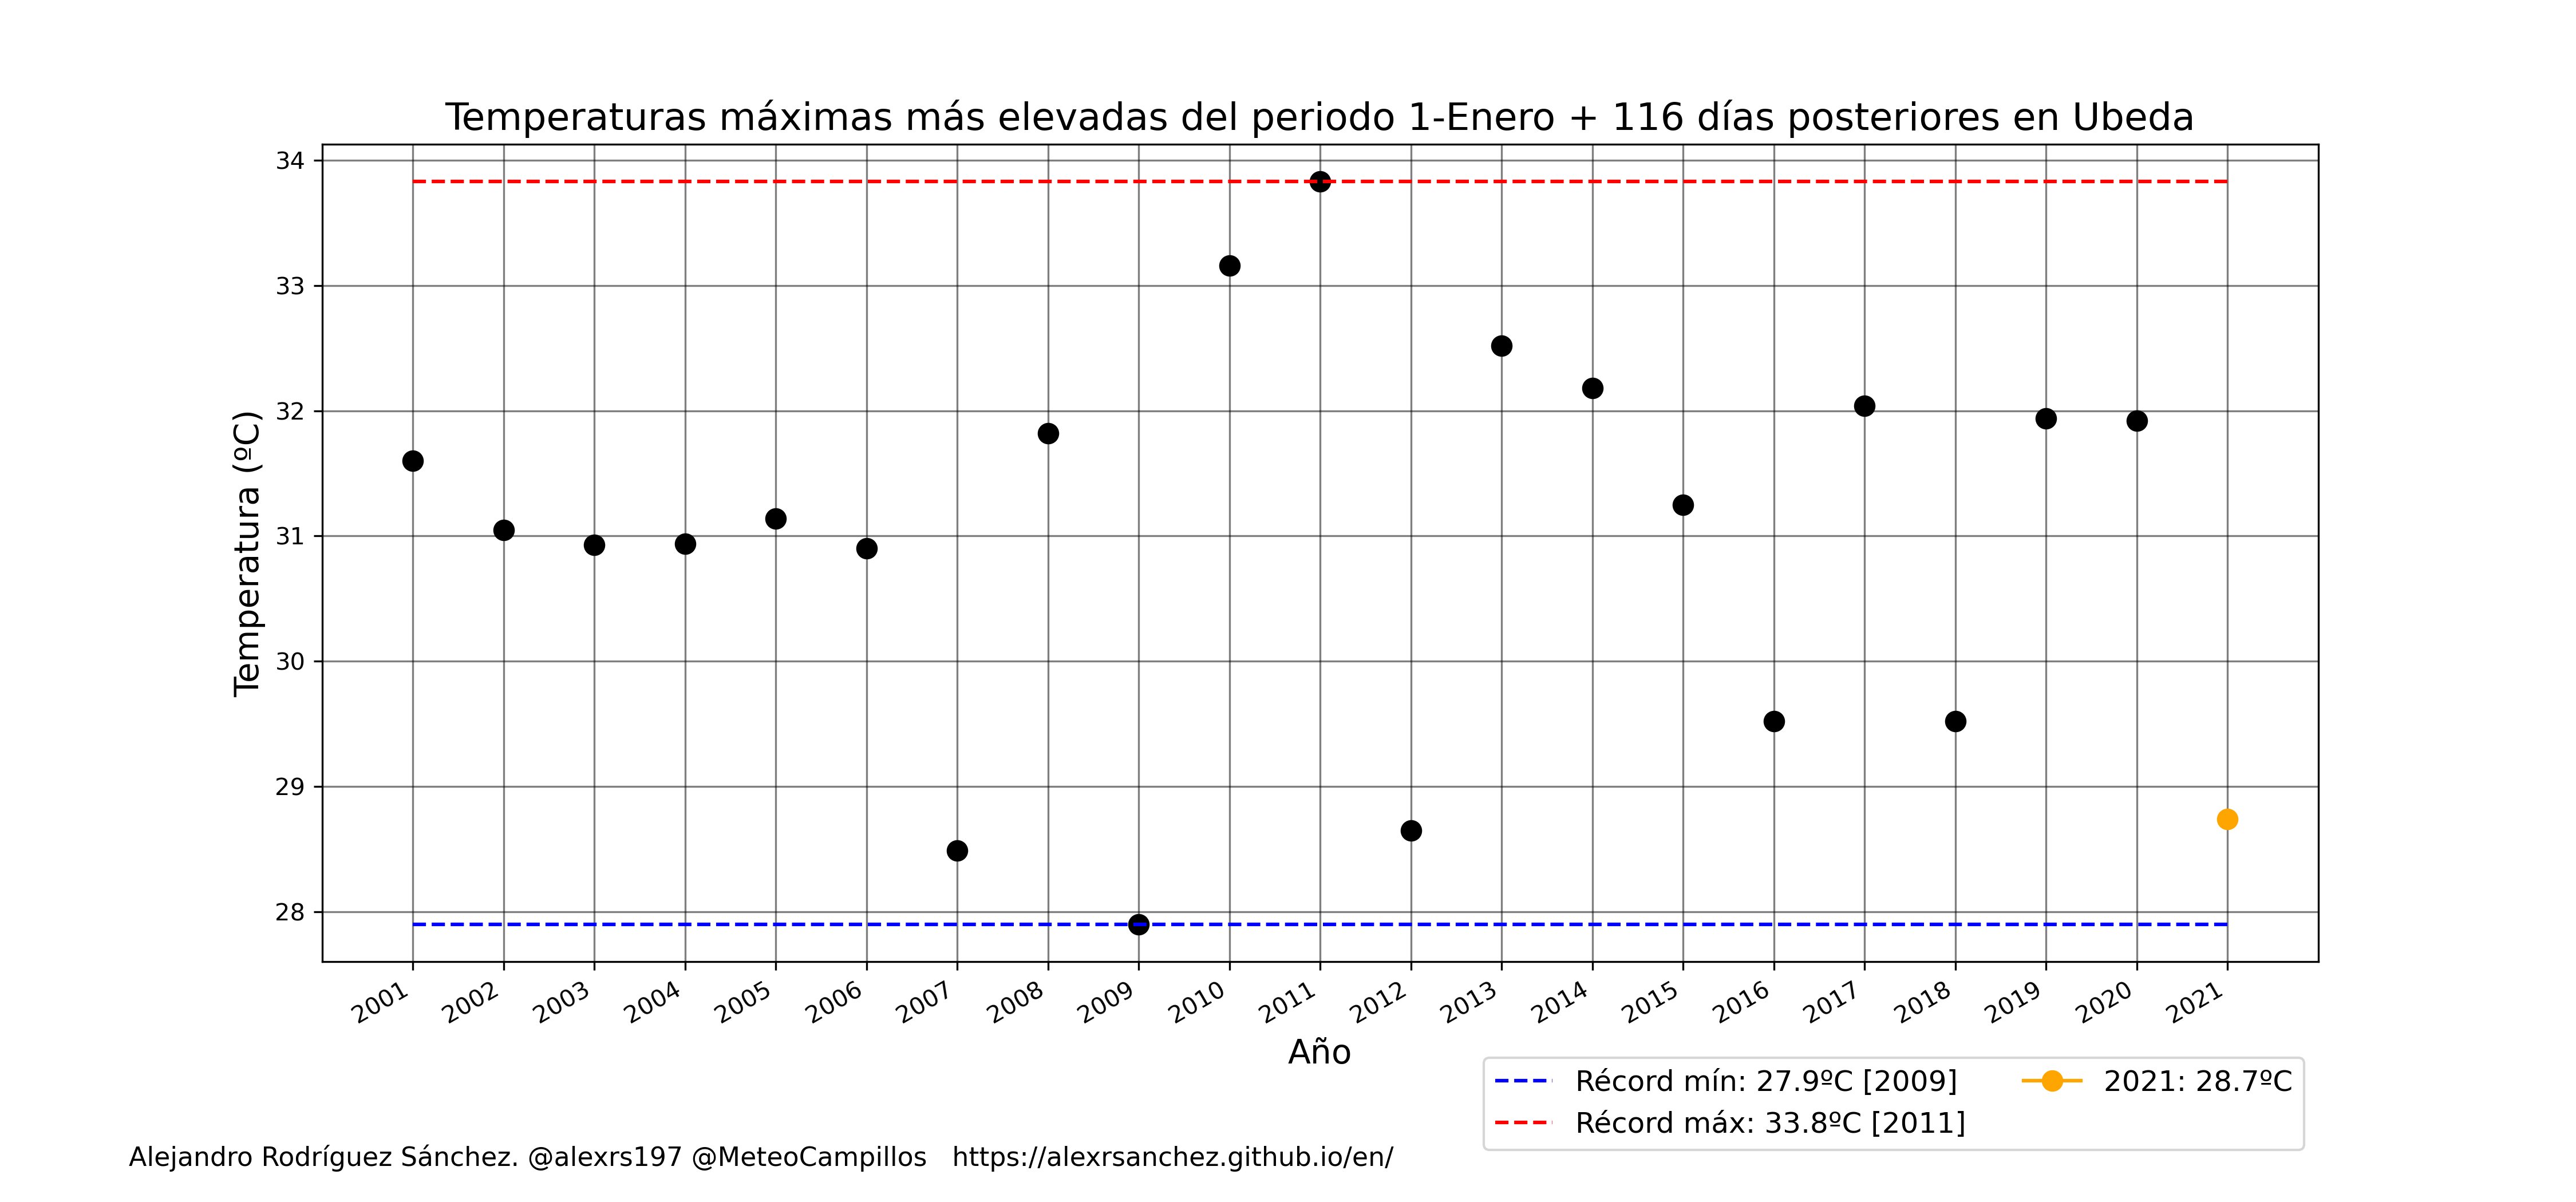 Temperaturas máximas más elevadas del periodo 1-Enero + 116 días posteriores en Ubeda
Temperatura (ºC)
34
33
32
31
30
29
28
2001 2002 2003 2004 2005 2006 2007 2008 2009 2010 2011 2012 2013 2014 2015 2016 2017 2018 2019 2020 2021
Año
Récord mín: 27.9ºC [2009]
Récord máx: 33.8ºC [2011]
2021: 28.7ºC
Alejandro Rodríguez Sánchez. @alexrs197 @MeteoCampillos https://alexrsanchez.github.io/en/